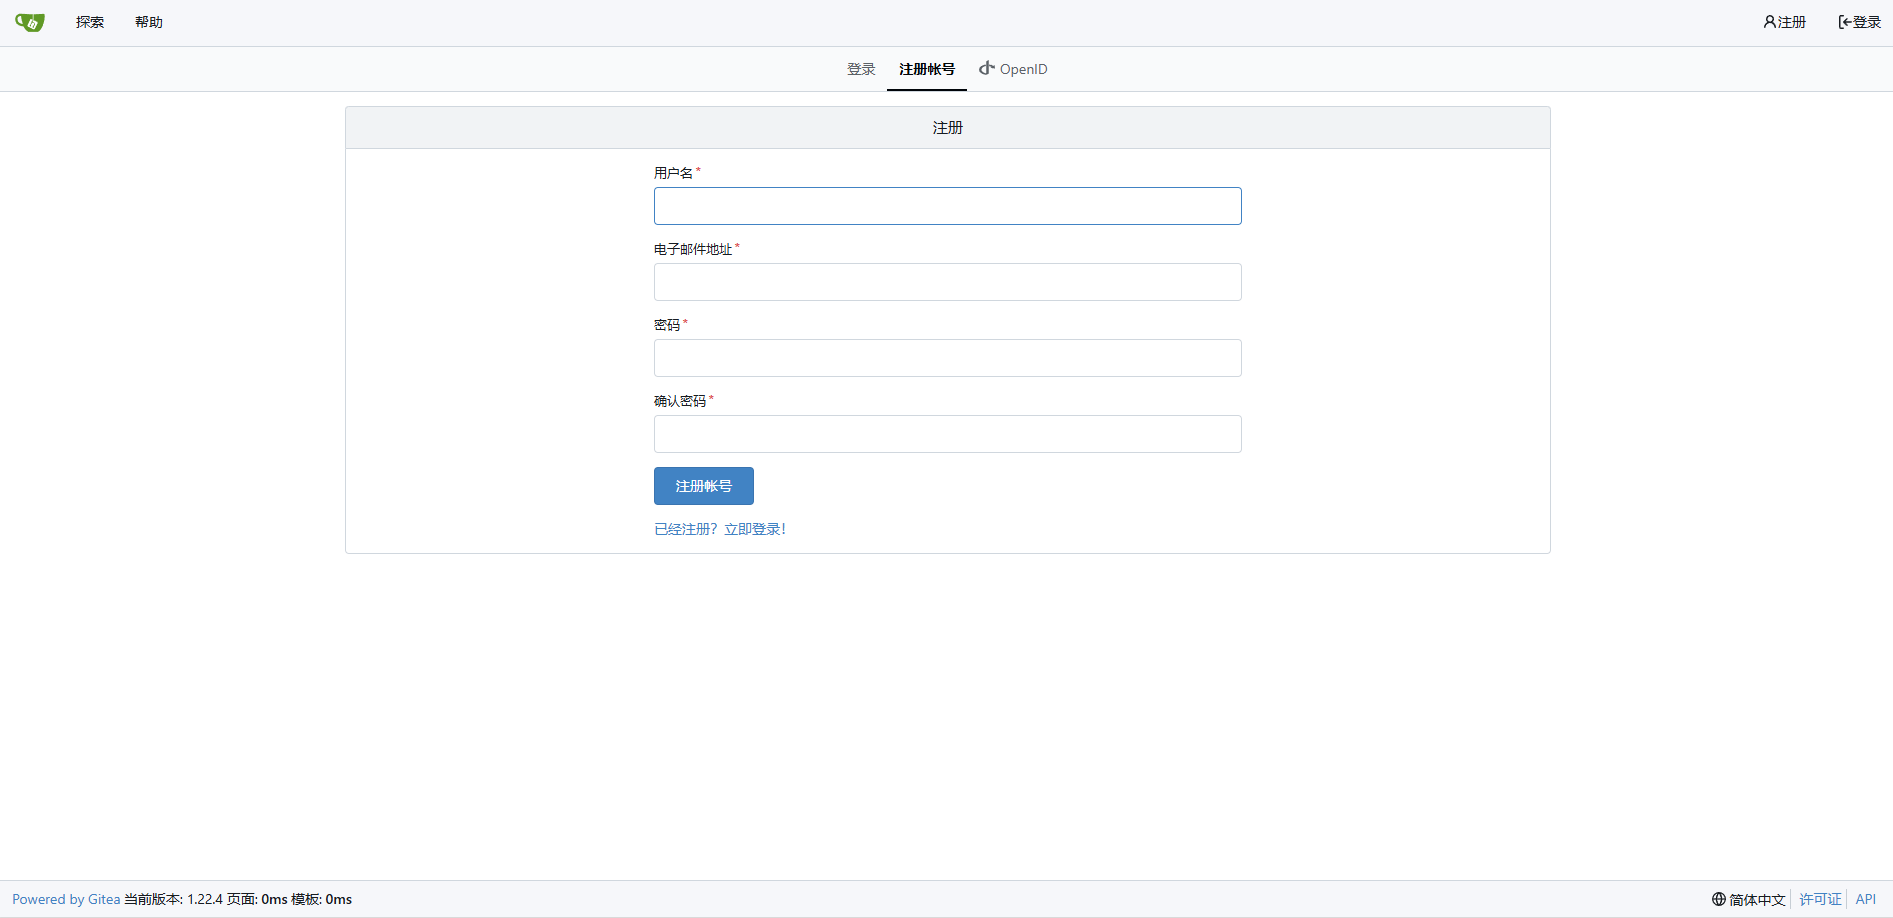 探索 帮助 注册 登录
登录 注册帐号 OpenID
注册
用户名 *
电子邮件地址 *
密码 *
确认密码 *
注册帐号
已经注册？立即登录！
Powered by Gitea 当前版本: 1.22.4 页面: 0ms 模板: 0ms 简体中文 许可证 API